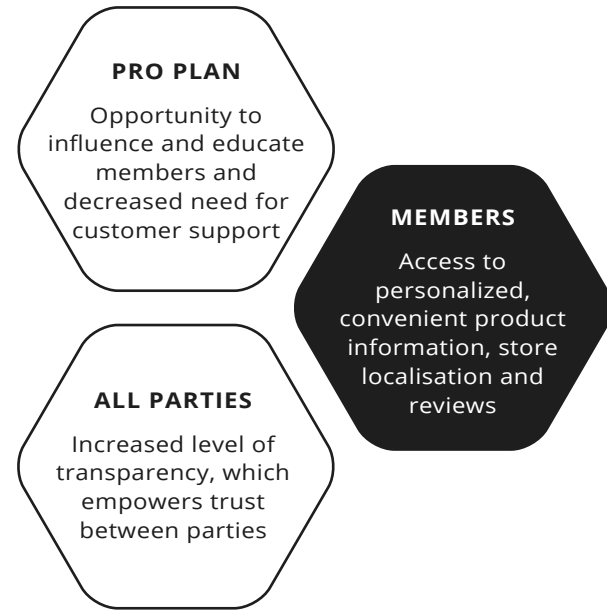 PRO PLAN
Opportunity to
influence and educate
members and
decreased need for
customer support
MEMBERS
Access to
personalized,
convenient product
information, store
localisation and
reviews
ALL PARTIES
Increased level of
transparency, which
empowers trust
between parties